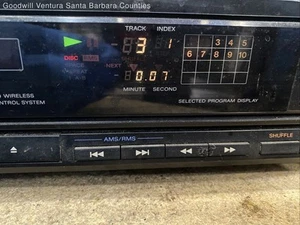 Goodwill Ventura Santa Barbara Counties
TRACK INDEX
3 1
1 3 4 5
6 7 8 9 10
DISC
NEXT
0.07
MINUTE SECOND
SELECTED PROGRAM DISPLAY
WIRELESS
CONTROL SYSTEM
AMS/RMS
SHUFFLE